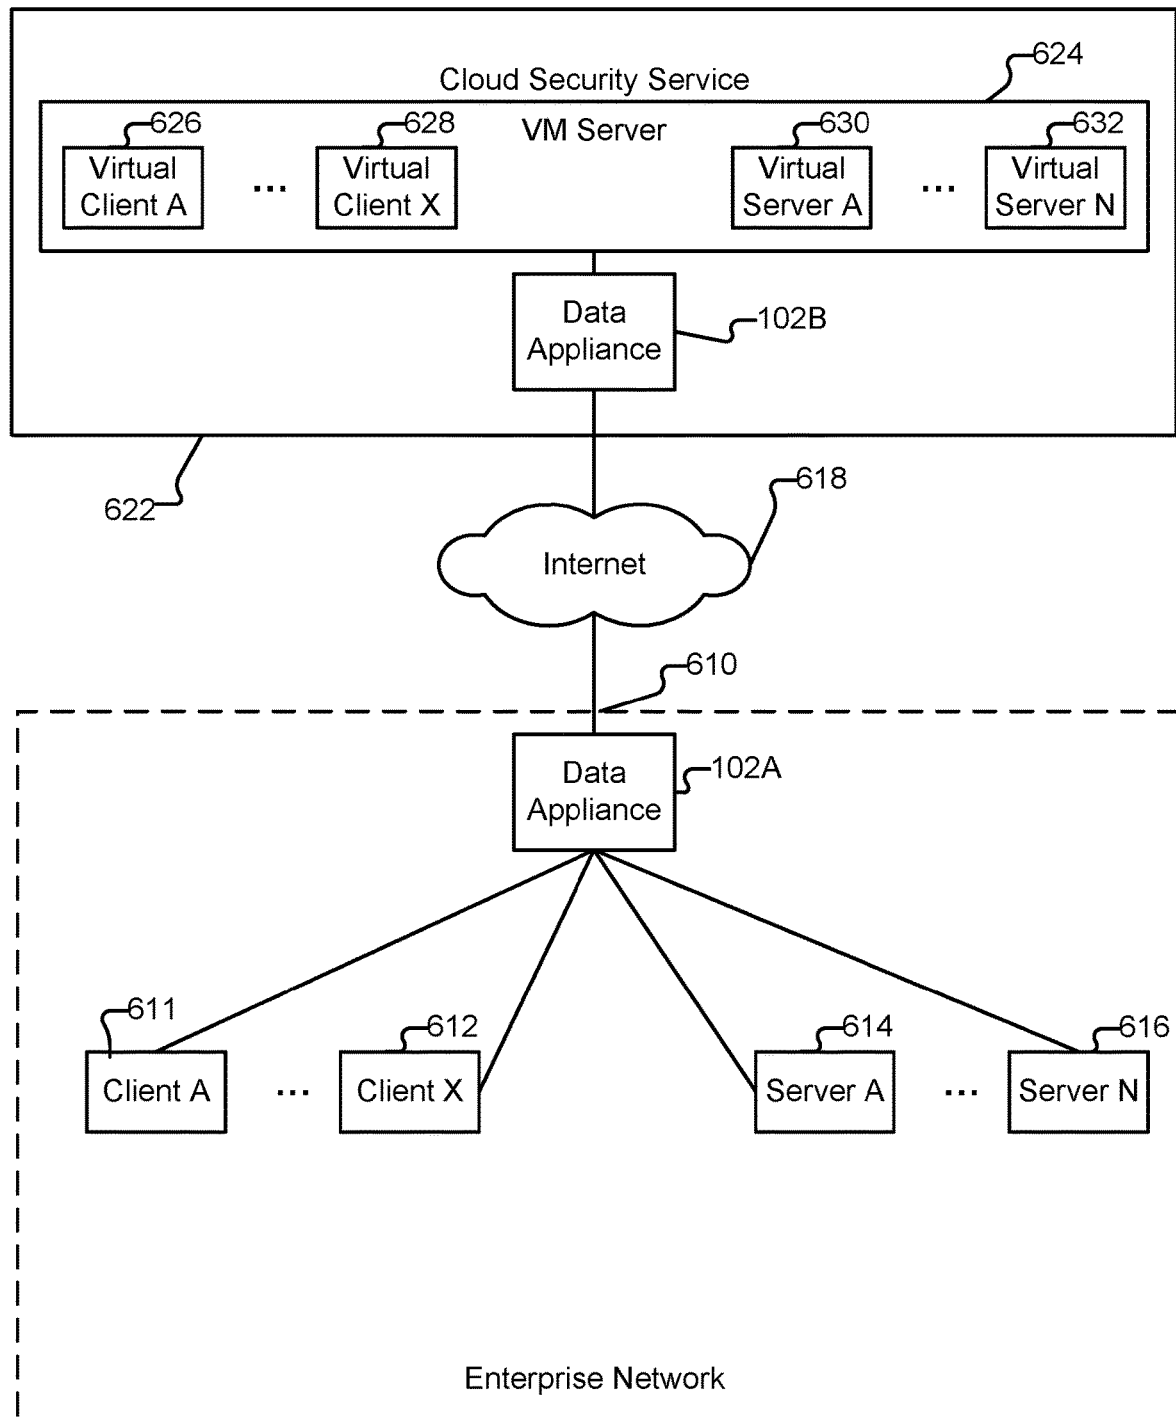 624
Cloud Security Service
626
628
VM Server
630
632
Virtual
Client A
...
Virtual
Client X
Virtual
Server A
...
Virtual
Server N
Data
Appliance
102B
622
618
Internet
610
Data
Appliance
102A
611
612
614
616
Client A
...
Client X
Server A
...
Server N
Enterprise Network